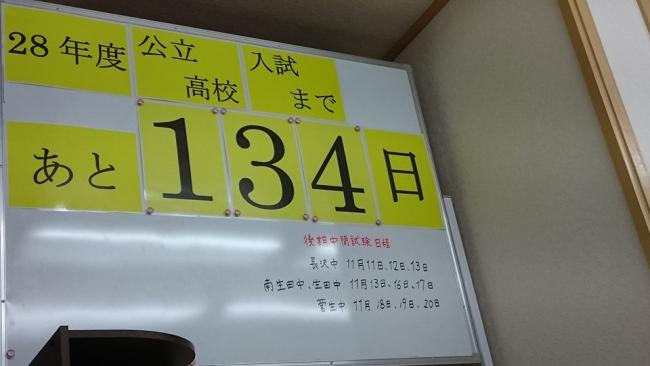 28年度 公立高校 入試まで
あと 134日
後期中間試験日程
長沢中 11月11日、12日、13日
南生田中、生田中 11月13日、16日、17日
菅生中 11月18日、19日、20日